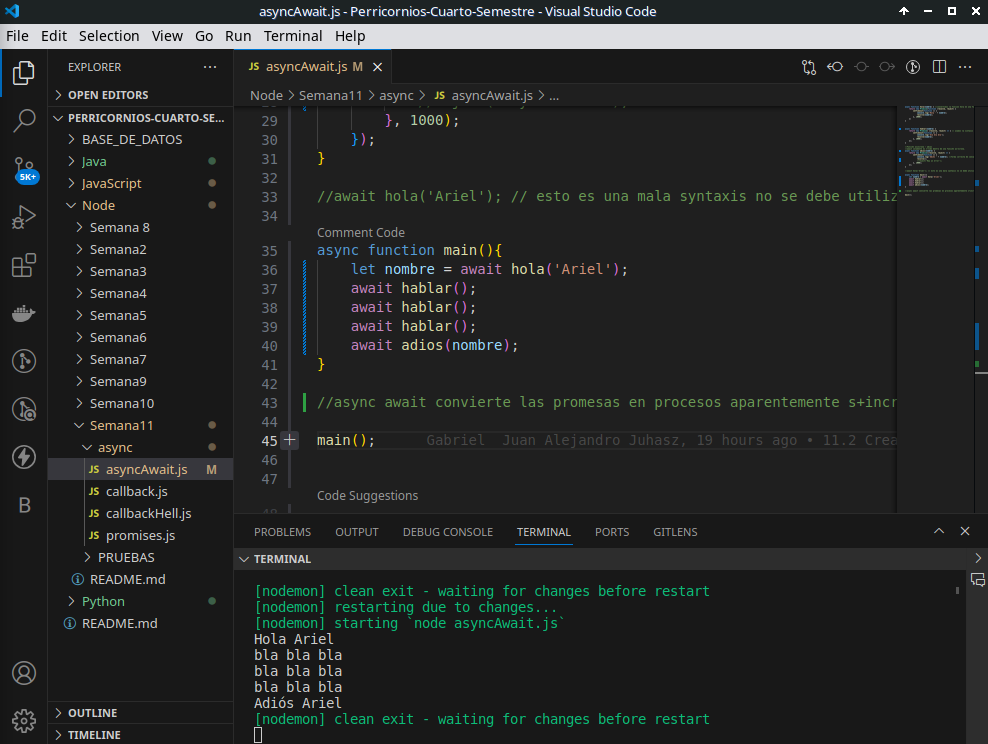 asyncAwait.js - Perricornios-Cuarto-Semestre - Visual Studio Code
File Edit Selection View Go Run Terminal Help
EXPLORER
OPEN EDITORS
PERRICORNIOS-CUARTO-SE...
BASE_DE_DATOS
Java
JavaScript
Node
Semana 8
Semana2
Semana3
Semana4
Semana5
Semana6
Semana7
Semana9
Semana10
Semana11
async
JS asyncAwait.js M
JS callback.js
JS callbackHell.js
JS promises.js
PRUEBAS
README.md
Python
README.md
OUTLINE
TIMELINE
5K+
B
JS asyncAwait.js M
Node > Semana11 > async > JS asyncAwait.js > ...
29 }, 1000);
30 });
31 }
32
33 //await hola('Ariel'); // esto es una mala syntaxis no se debe utiliz
34
Comment Code
35 async function main(){
36 let nombre = await hola('Ariel');
37 await hablar();
38 await hablar();
39 await hablar();
40 await adios(nombre);
41 }
42
43 //async await convierte las promesas en procesos aparentemente s+incr
44
45 main(); Gabriel Juan Alejandro Juhasz, 19 hours ago • 11.2 Crea
46
47
Code Suggestions
48
PROBLEMS OUTPUT DEBUG CONSOLE TERMINAL PORTS GITLENS
TERMINAL
[nodemon] clean exit - waiting for changes before restart
[nodemon] restarting due to changes...
[nodemon] starting `node asyncAwait.js`
Hola Ariel
bla bla bla
bla bla bla
bla bla bla
Adiós Ariel
[nodemon] clean exit - waiting for changes before restart